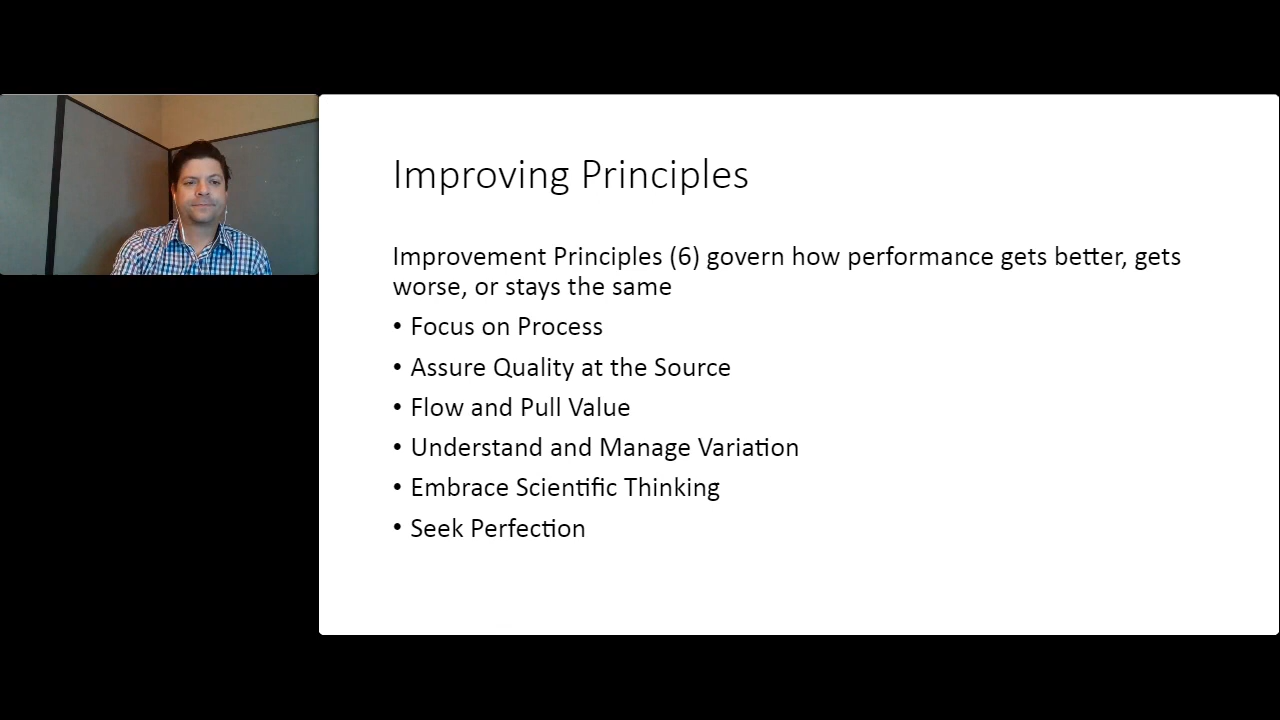 Improving Principles
Improvement Principles (6) govern how performance gets better, gets
worse, or stays the same
• Focus on Process
• Assure Quality at the Source
• Flow and Pull Value
• Understand and Manage Variation
• Embrace Scientific Thinking
• Seek Perfection